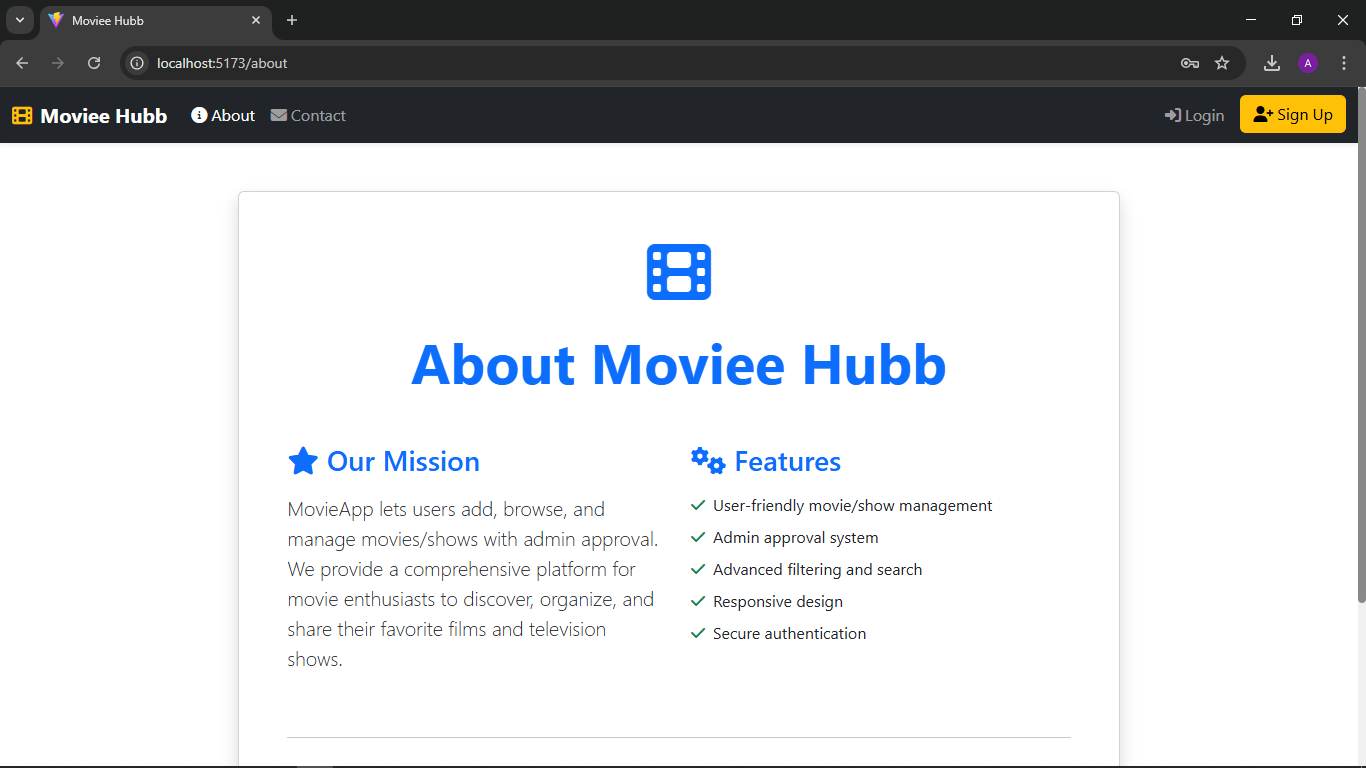 Moviee Hubb
localhost:5173/about
A
Moviee Hubb
About
Contact
Login
Sign Up
About Moviee Hubb
Our Mission
MovieApp lets users add, browse, and
manage movies/shows with admin approval.
We provide a comprehensive platform for
movie enthusiasts to discover, organize, and
share their favorite films and television
shows.
Features
User-friendly movie/show management
Admin approval system
Advanced filtering and search
Responsive design
Secure authentication